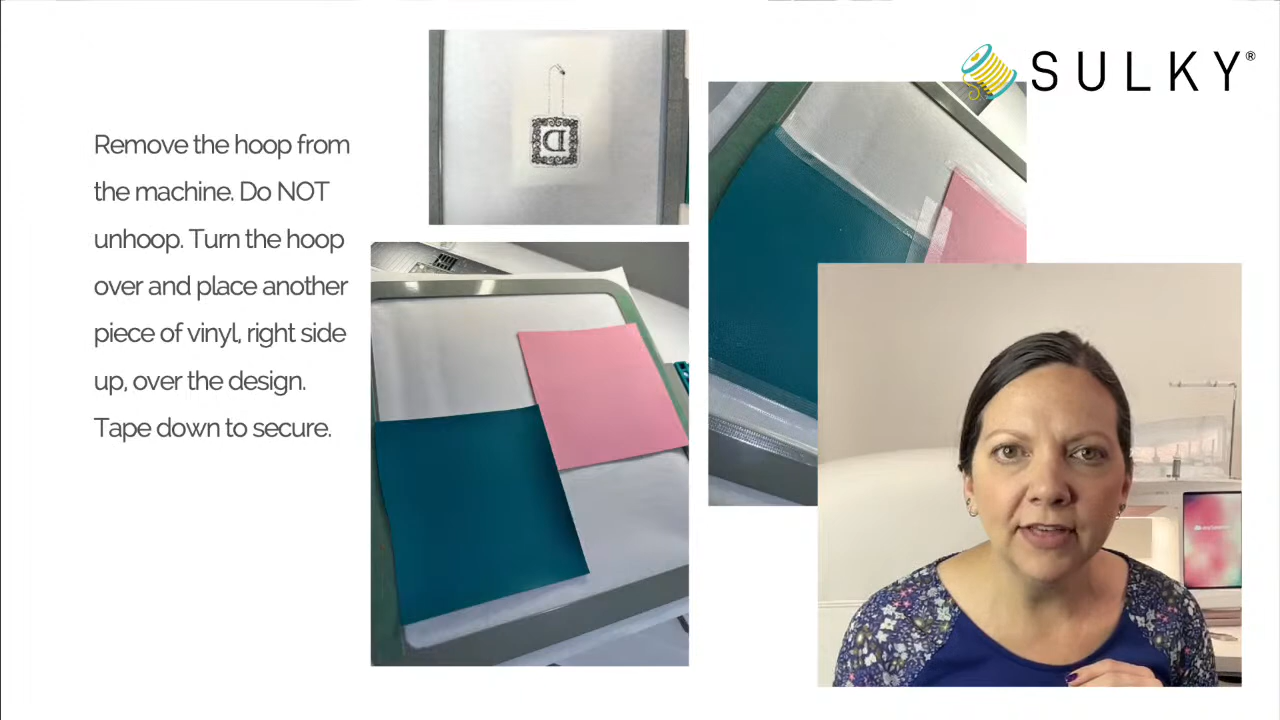 Remove the hoop from
the machine. Do NOT
unhoop. Turn the hoop
over and place another
piece of vinyl, right side
up, over the design.
Tape down to secure.
SULKY®